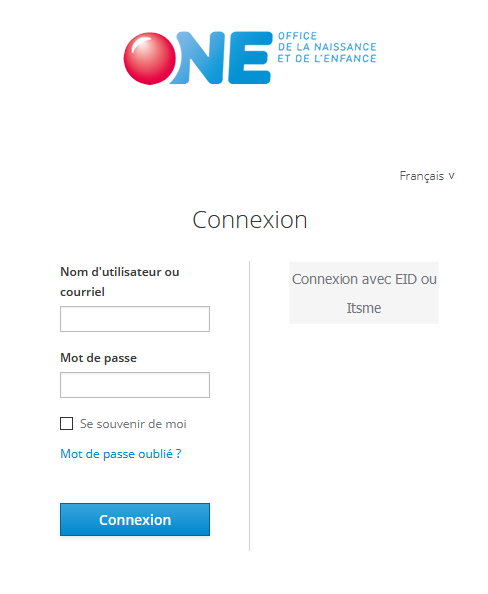 ONE
OFFICE
DE LA NAISSANCE
ET DE L'ENFANCE
Français v
Connexion
Nom d'utilisateur ou
courriel
Mot de passe
Se souvenir de moi
Mot de passe oublié ?
Connexion
Connexion avec EID ou
Itsme